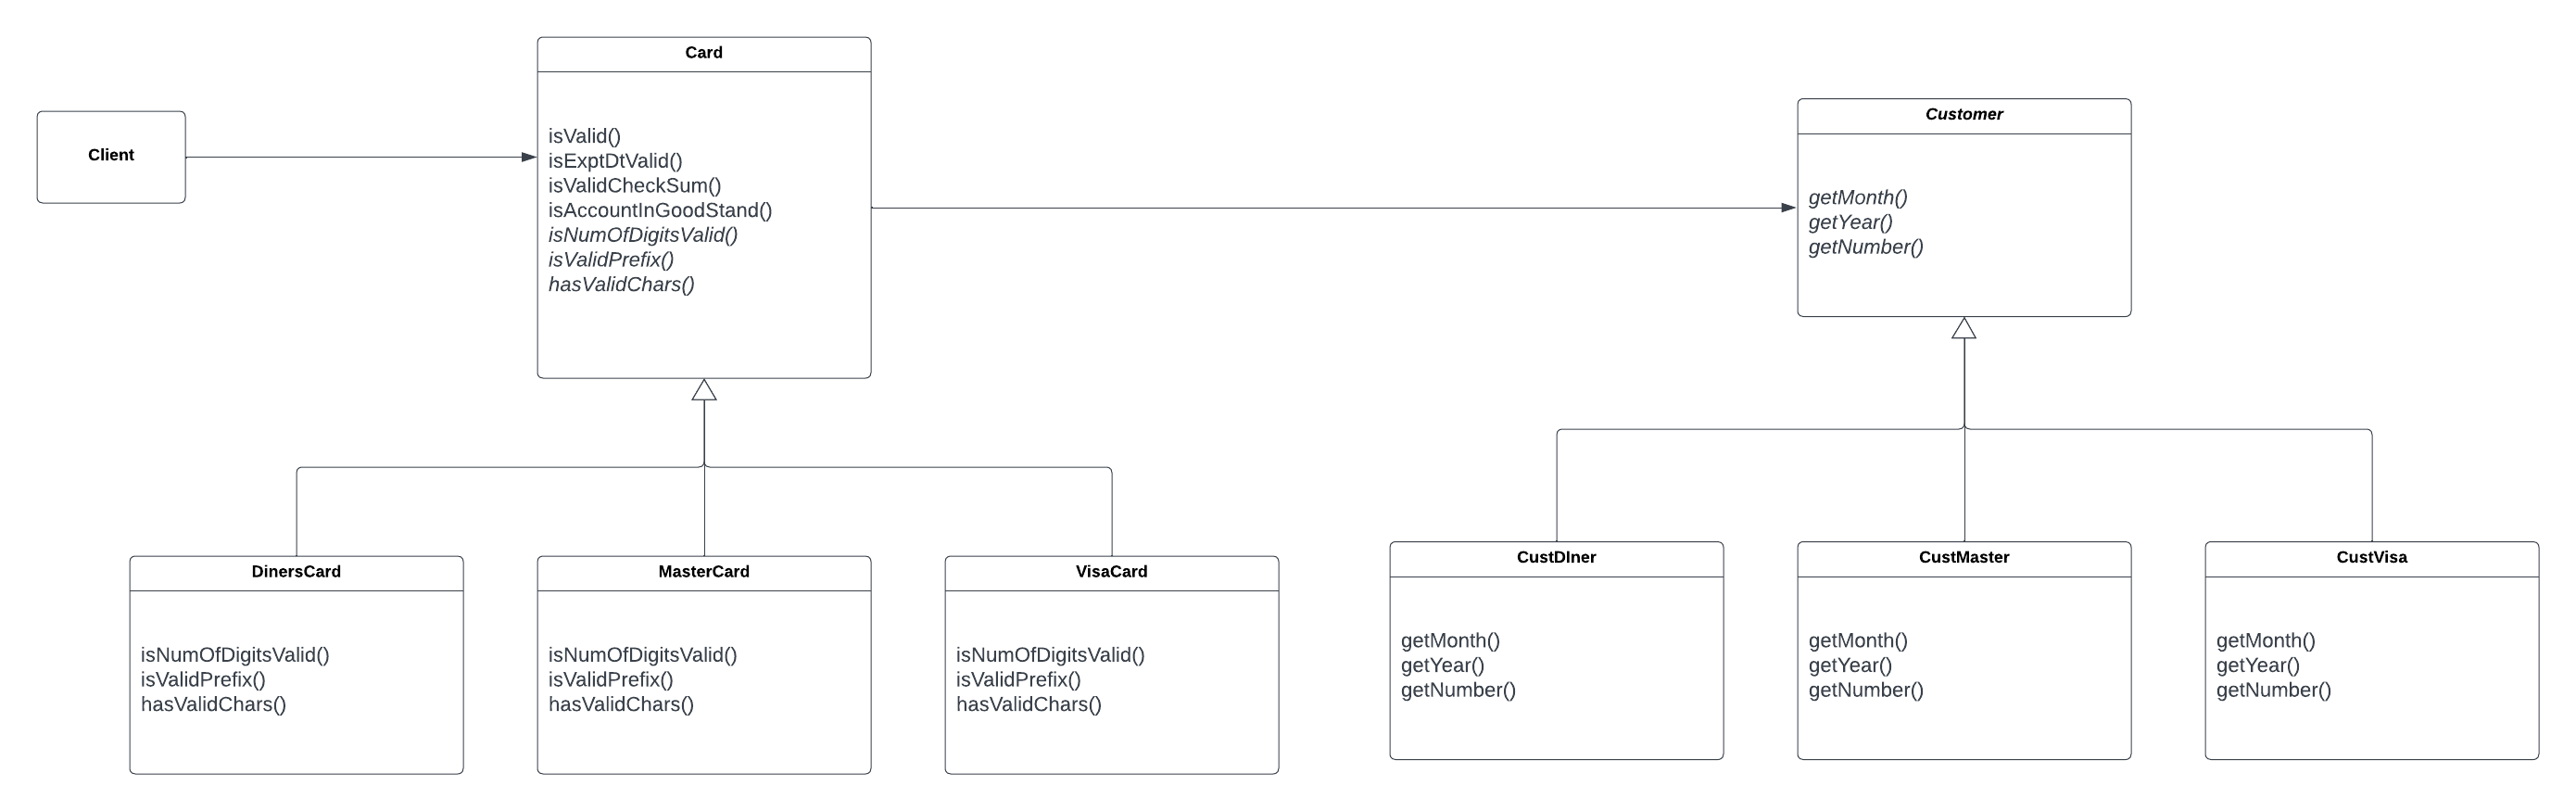 Client
Card
isValid()
isExptDtValid()
isValidCheckSum()
isAccountInGoodStand()
isNumOfDigitsValid()
isValidPrefix()
hasValidChars()
Customer
getMonth()
getYear()
getNumber()
DinersCard
isNumOfDigitsValid()
isValidPrefix()
hasValidChars()
MasterCard
isNumOfDigitsValid()
isValidPrefix()
hasValidChars()
VisaCard
isNumOfDigitsValid()
isValidPrefix()
hasValidChars()
CustDIner
getMonth()
getYear()
getNumber()
CustMaster
getMonth()
getYear()
getNumber()
CustVisa
getMonth()
getYear()
getNumber()